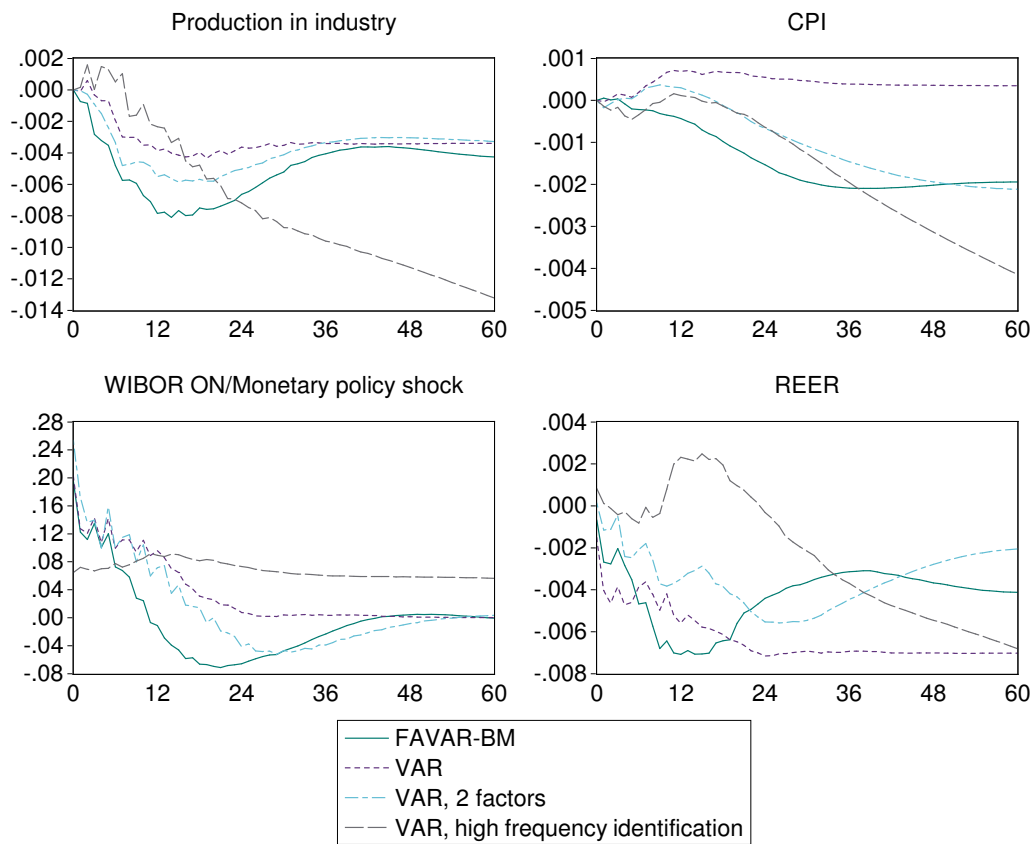 Production in industry
.002
.000
-.002
-.004
-.006
-.008
-.010
-.012
-.014
0 12 24 36 48 60
CPI
.001
.000
-.001
-.002
-.003
-.004
-.005
0 12 24 36 48 60
WIBOR ON/Monetary policy shock
.28
.24
.20
.16
.12
.08
.04
.00
-.04
-.08
0 12 24 36 48 60
REER
.004
.002
.000
-.002
-.004
-.006
-.008
0 12 24 36 48 60
FAVAR-BM
VAR
VAR, 2 factors
VAR, high frequency identification